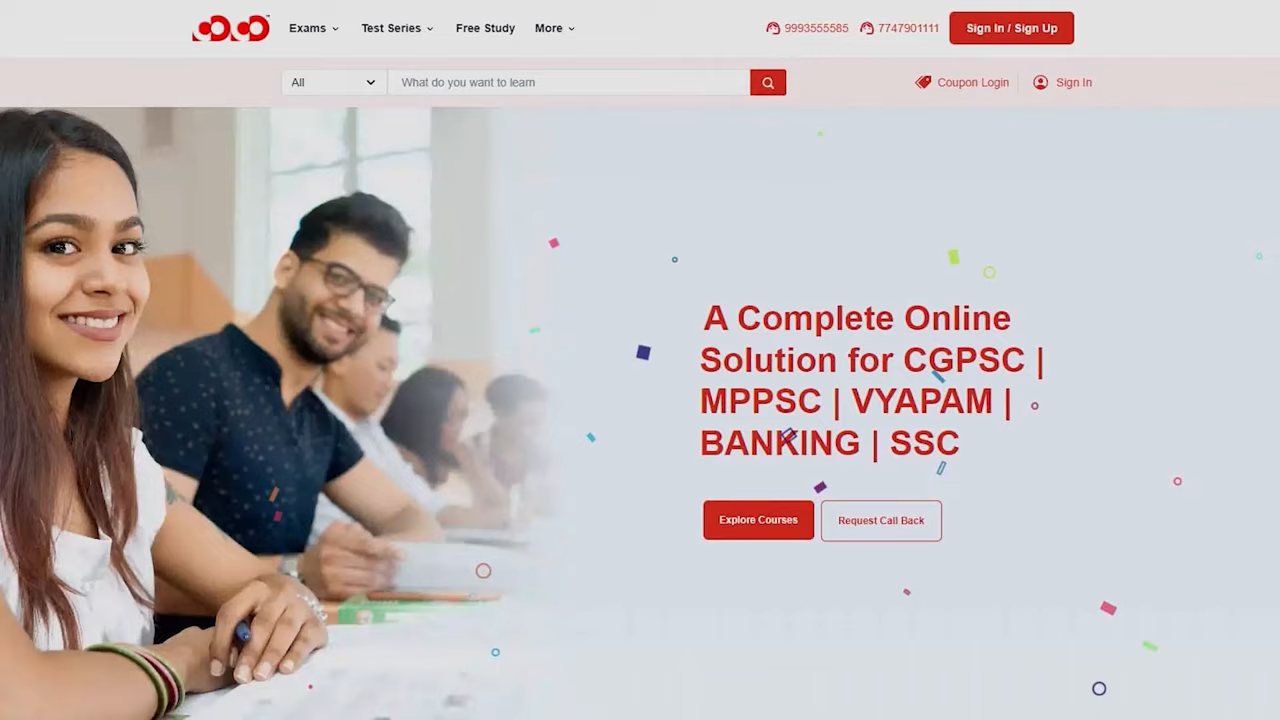 Exams
Test Series
Free Study
More
9993555585
7747901111
Sign In / Sign Up
All
What do you want to learn
Coupon Login
Sign In
A Complete Online
Solution for CGPSC |
MPPSC | VYAPAM |
BANKING | SSC
Explore Courses
Request Call Back